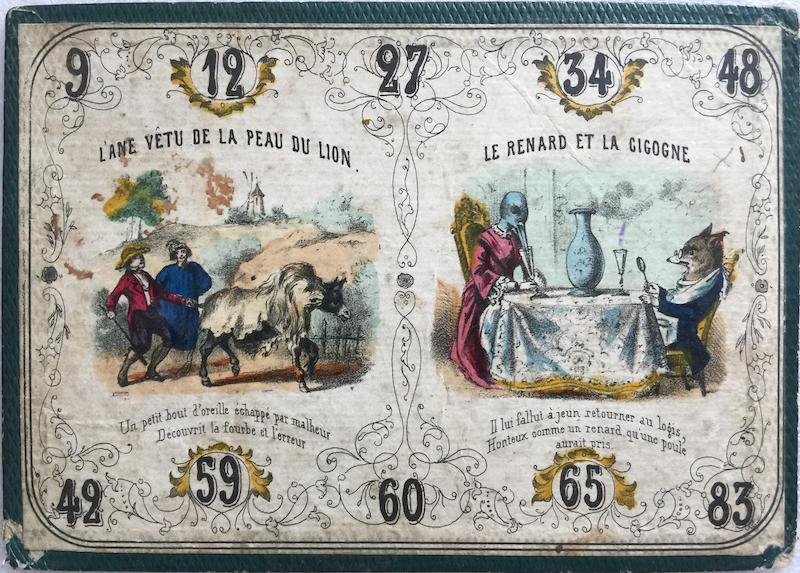 9 12 27 34 48
L'ANE VÊTU DE LA PEAU DU LION.
Un petit bout d'oreille échappé par malheur
Découvrit la fourbe et l'erreur
LE RENARD ET LA CIGOGNE
Il lui fallut à jeun retourner au logis,
Honteux comme un renard qu'une poule
aurait pris.
42 59 60 65 83